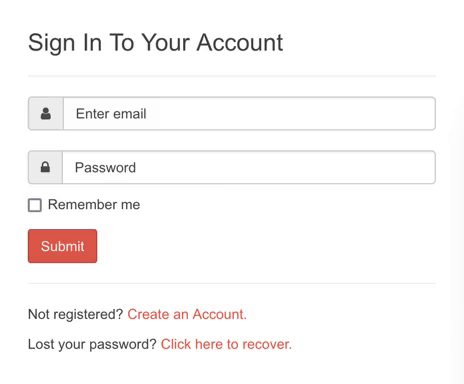 Sign In To Your Account
Enter email
Password
Remember me
Submit
Not registered? Create an Account.
Lost your password? Click here to recover.